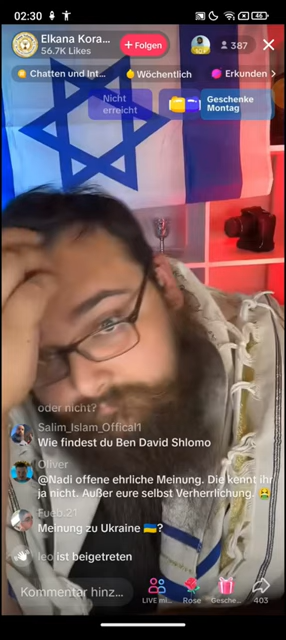 02:30
46
Elkana Kora...
56.7K Likes
+ Folgen
387
Chatten und Int...
Wöchentlich
Erkunden
Nicht
erreicht
Geschenke
Montag
oder nicht?
Salim_Islam_Offical1
Wie findest du Ben David Shlomo
Oliver
@Nadi offene ehrliche Meinung. Die kennt ihr
ja nicht. Außer eure selbst Verherrlichung. 🤮
Fueb.21
Meinung zu Ukraine 🇺🇦?
leo ist beigetreten
Kommentar hinz...
LIVE mi...
Rose
Gesche...
403